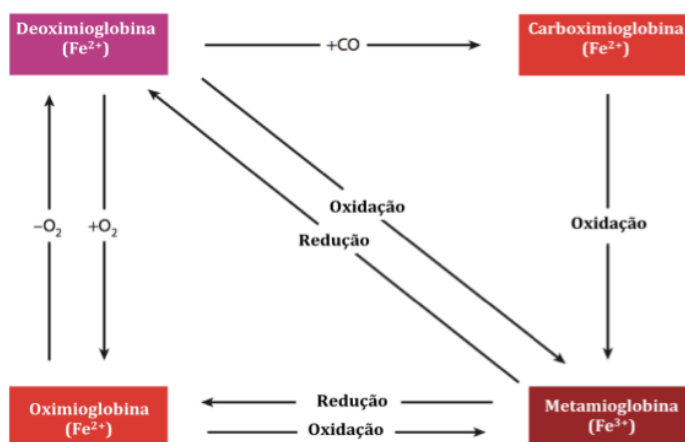 Deoximioglobina
(Fe²⁺)
+CO
Carboximioglobina
(Fe²⁺)
Oxidação
Redução
Oxidação
−O₂
+O₂
Oximioglobina
(Fe²⁺)
Redução
Oxidação
Metamioglobina
(Fe³⁺)